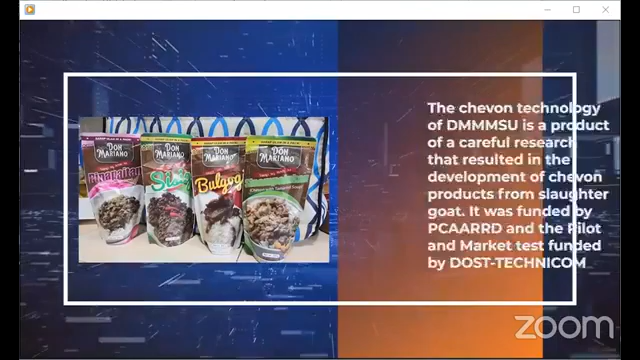 DON
MARIANO
DON
MARIANO
DON
MARIANO
DON
MARIANO
Pinapaitan
Bulgog
The chevon technology
of DMMMSU is a product
of a careful research
that resulted in the
development of chevon
products from slaughter
goat. It was funded by
PCAARRD and the Pilot
and Market test funded
by DOST-TECHNICOM
zoom